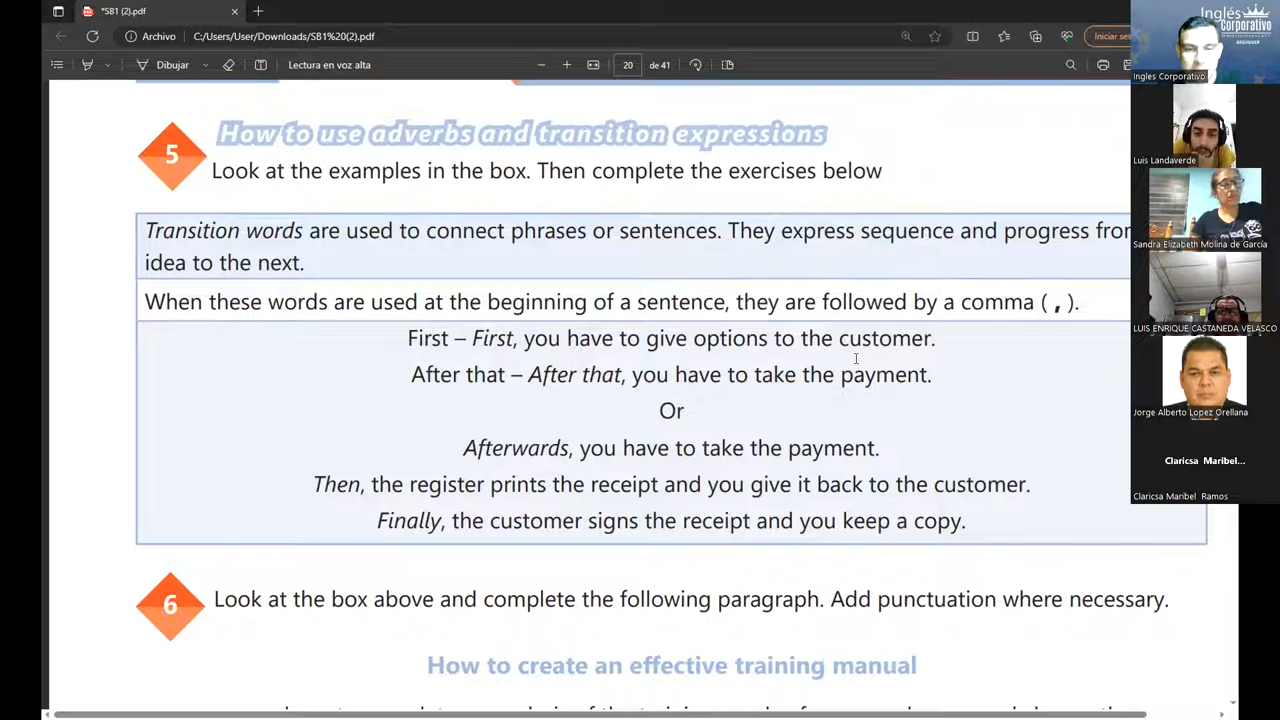 *SB1 (2).pdf
Archivo
C:/Users/User/Downloads/SB1%20(2).pdf
Iniciar ses
Dibujar
Lectura en voz alta
20
de 41
5
How to use adverbs and transition expressions
Look at the examples in the box. Then complete the exercises below
Transition words are used to connect phrases or sentences. They express sequence and progress from
idea to the next.
When these words are used at the beginning of a sentence, they are followed by a comma ( , ).
First – First, you have to give options to the customer.
After that – After that, you have to take the payment.
Or
Afterwards, you have to take the payment.
Then, the register prints the receipt and you give it back to the customer.
Finally, the customer signs the receipt and you keep a copy.
6
Look at the box above and complete the following paragraph. Add punctuation where necessary.
How to create an effective training manual
Inglés
Corporativo
BEGINNER
Ingles Corporativo
Luis Landaverde
Sandra Elizabeth Molina de García
LUIS ENRIQUE CASTANEDA VELASCO
Jorge Alberto Lopez Orellana
Claricsa Maribel...
Claricsa Maribel Ramos